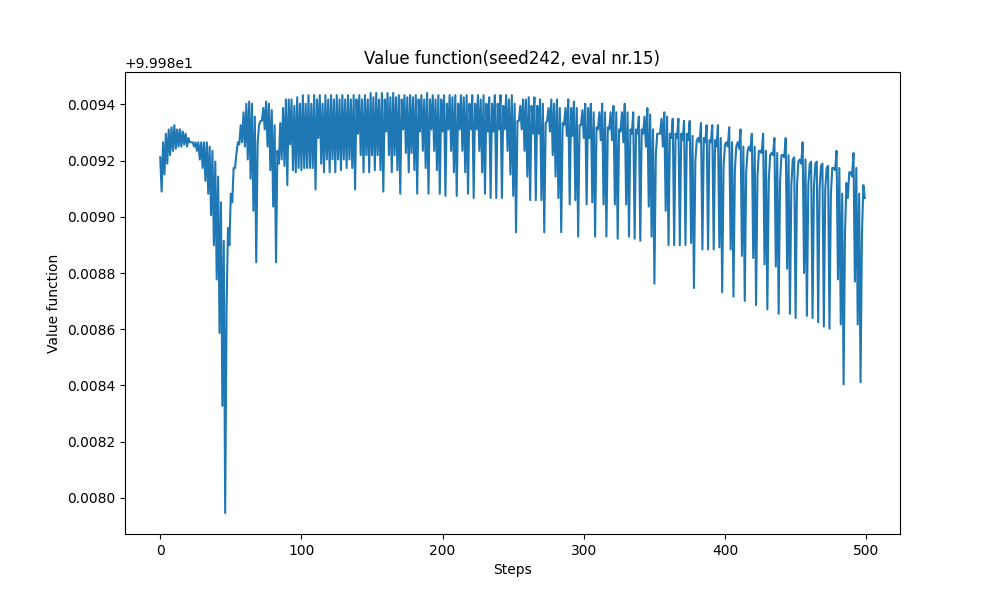 Value function(seed242, eval nr.15)
+9.998e1
0.0094
0.0092
0.0090
0.0088
0.0086
0.0084
0.0082
0.0080
Value function
0 100 200 300 400 500
Steps